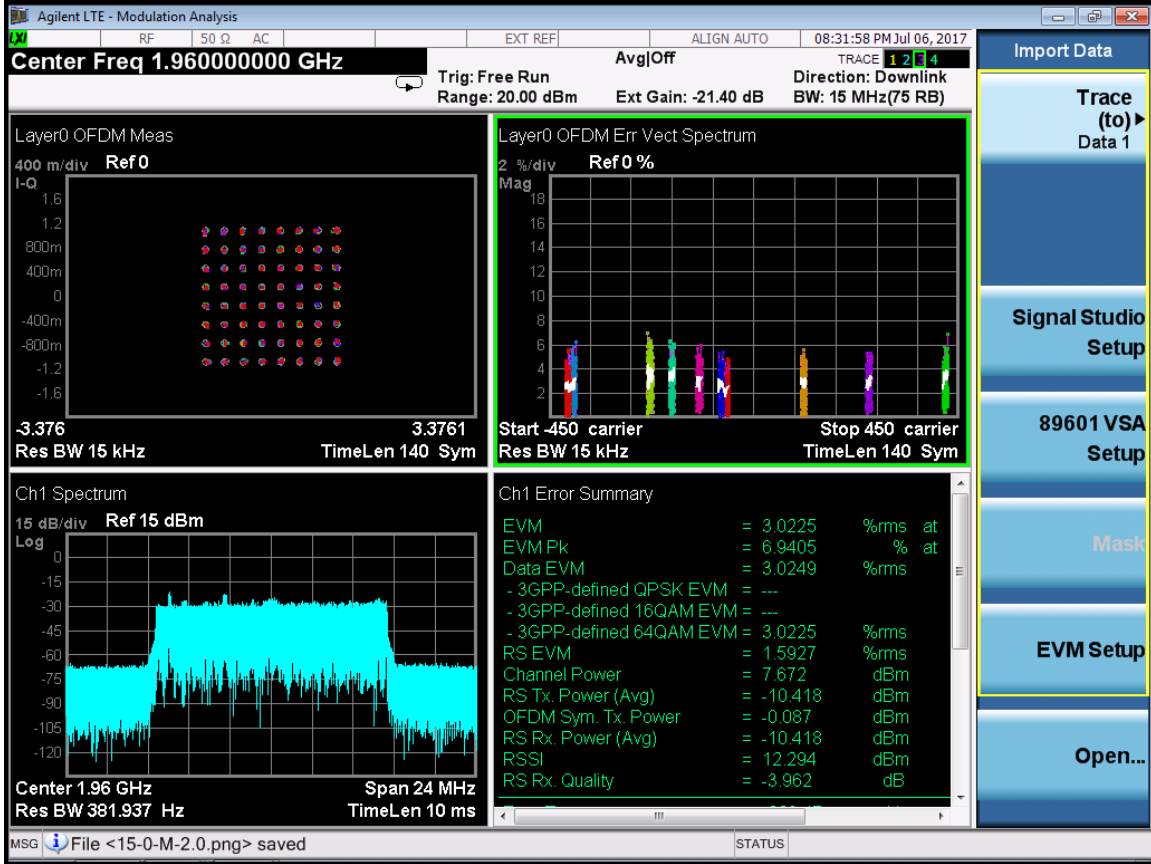 Agilent LTE - Modulation Analysis
LXI RF 50 Ω AC EXT REF ALIGN AUTO 08:31:58 PM Jul 06, 2017
Center Freq 1.960000000 GHz
Avg|Off
TRACE 1 2 3 4
Trig: Free Run
Direction: Downlink
Range: 20.00 dBm Ext Gain: -21.40 dB BW: 15 MHz(75 RB)
Import Data
Trace
(to)
Data 1
Signal Studio
Setup
89601 VSA
Setup
Mask
EVM Setup
Open...
Layer0 OFDM Meas
400 m/div Ref 0
I-Q
1.6
1.2
800m
400m
0
-400m
-800m
-1.2
-1.6
-3.376 3.3761
Res BW 15 kHz TimeLen 140 Sym
Layer0 OFDM Err Vect Spectrum
2 %/div Ref 0 %
Mag
18
16
14
12
10
8
6
4
2
Start -450 carrier Stop 450 carrier
Res BW 15 kHz TimeLen 140 Sym
Ch1 Spectrum
15 dB/div Ref 15 dBm
Log
0
-15
-30
-45
-60
-75
-90
-105
-120
Center 1.96 GHz Span 24 MHz
Res BW 381.937 Hz TimeLen 10 ms
Ch1 Error Summary
EVM = 3.0225 %rms at
EVM Pk = 6.9405 % at
Data EVM = 3.0249 %rms
- 3GPP-defined QPSK EVM = ---
- 3GPP-defined 16QAM EVM = ---
- 3GPP-defined 64QAM EVM = 3.0225 %rms
RS EVM = 1.5927 %rms
Channel Power = 7.672 dBm
RS Tx. Power (Avg) = -10.418 dBm
OFDM Sym. Tx. Power = -0.087 dBm
RS Rx. Power (Avg) = -10.418 dBm
RSSI = 12.294 dBm
RS Rx. Quality = -3.962 dB
MSG File <15-0-M-2.0.png> saved STATUS